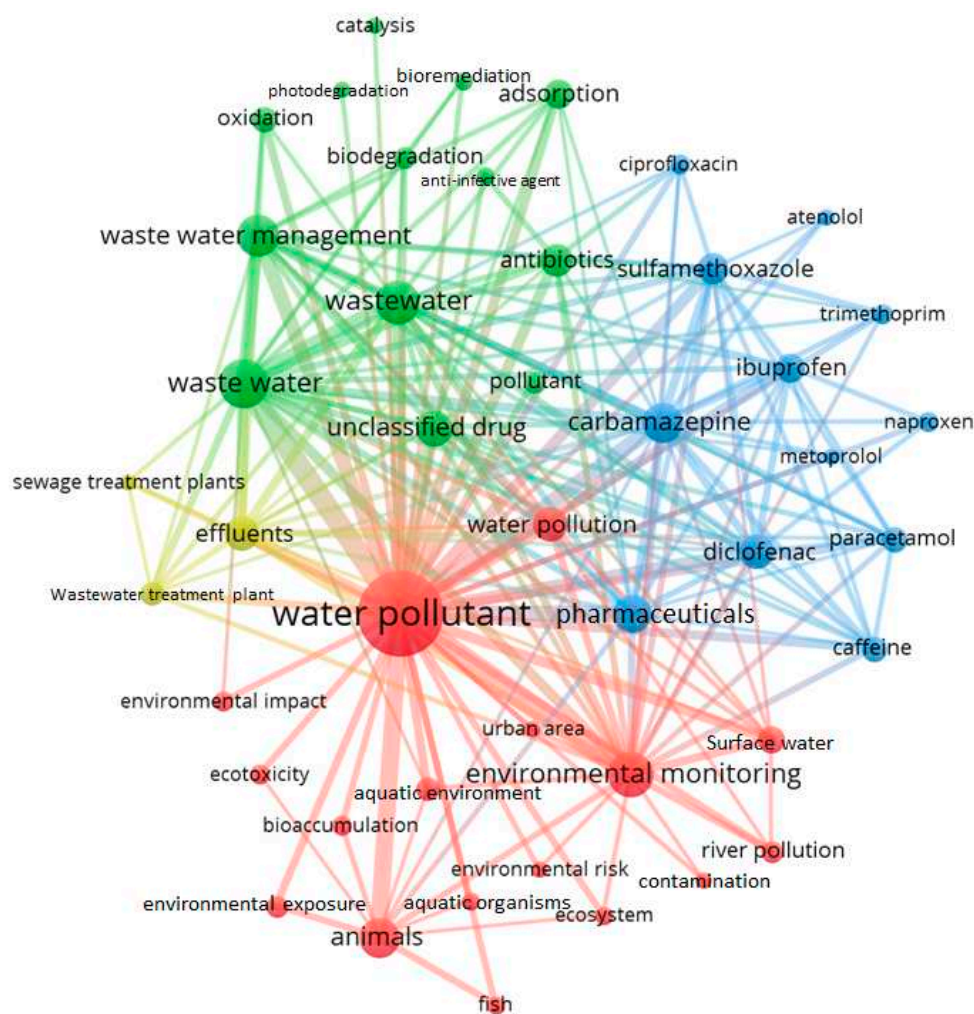 catalysis
bioremediation
photodegradation
adsorption
oxidation
biodegradation
ciprofloxacin
anti-infective agent
atenolol
waste water management
antibiotics
sulfamethoxazole
wastewater
trimethoprim
ibuprofen
waste water
pollutant
unclassified drug
carbamazepine
naproxen
metoprolol
sewage treatment plants
water pollution
effluents
diclofenac
paracetamol
Wastewater treatment plant
water pollutant
pharmaceuticals
caffeine
environmental impact
urban area
Surface water
ecotoxicity
environmental monitoring
aquatic environment
bioaccumulation
river pollution
environmental risk
contamination
environmental exposure
aquatic organisms
ecosystem
animals
fish